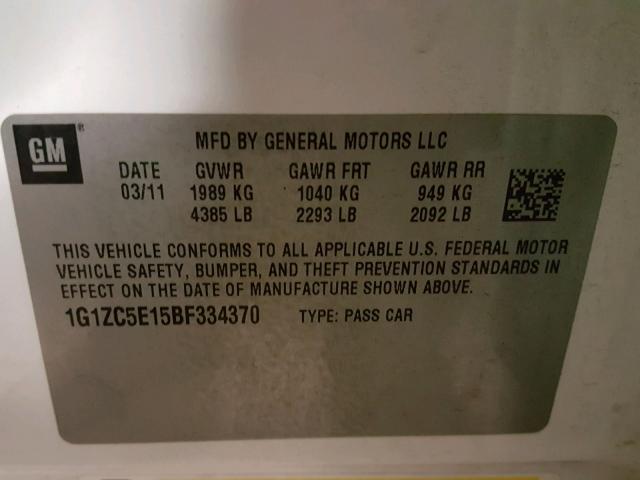 GM ®
MFD BY GENERAL MOTORS LLC
DATE GVWR GAWR FRT GAWR RR
03/11 1989 KG 1040 KG 949 KG
4385 LB 2293 LB 2092 LB
THIS VEHICLE CONFORMS TO ALL APPLICABLE U.S. FEDERAL MOTOR
VEHICLE SAFETY, BUMPER, AND THEFT PREVENTION STANDARDS IN
EFFECT ON THE DATE OF MANUFACTURE SHOWN ABOVE.
1G1ZC5E15BF334370 TYPE: PASS CAR